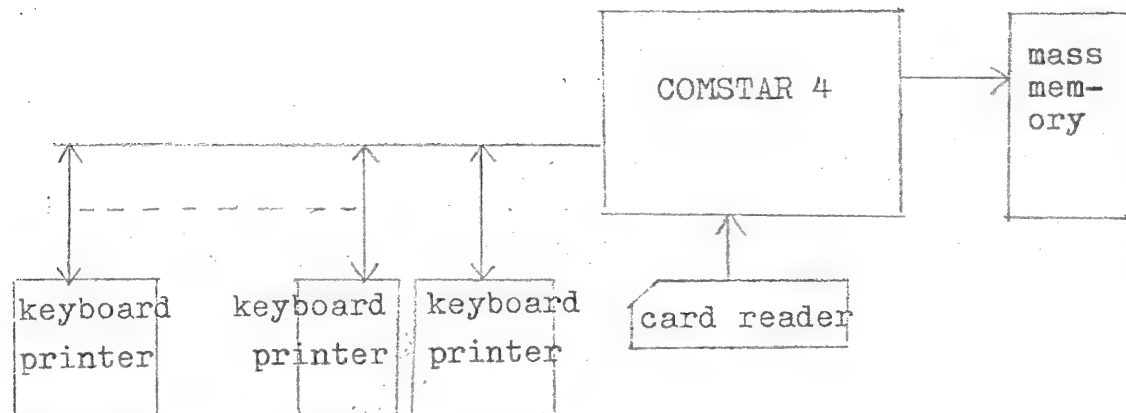 COMSTAR 4
mass
mem-
ory
keyboard
printer
keyboard
printer
keyboard
printer
card reader